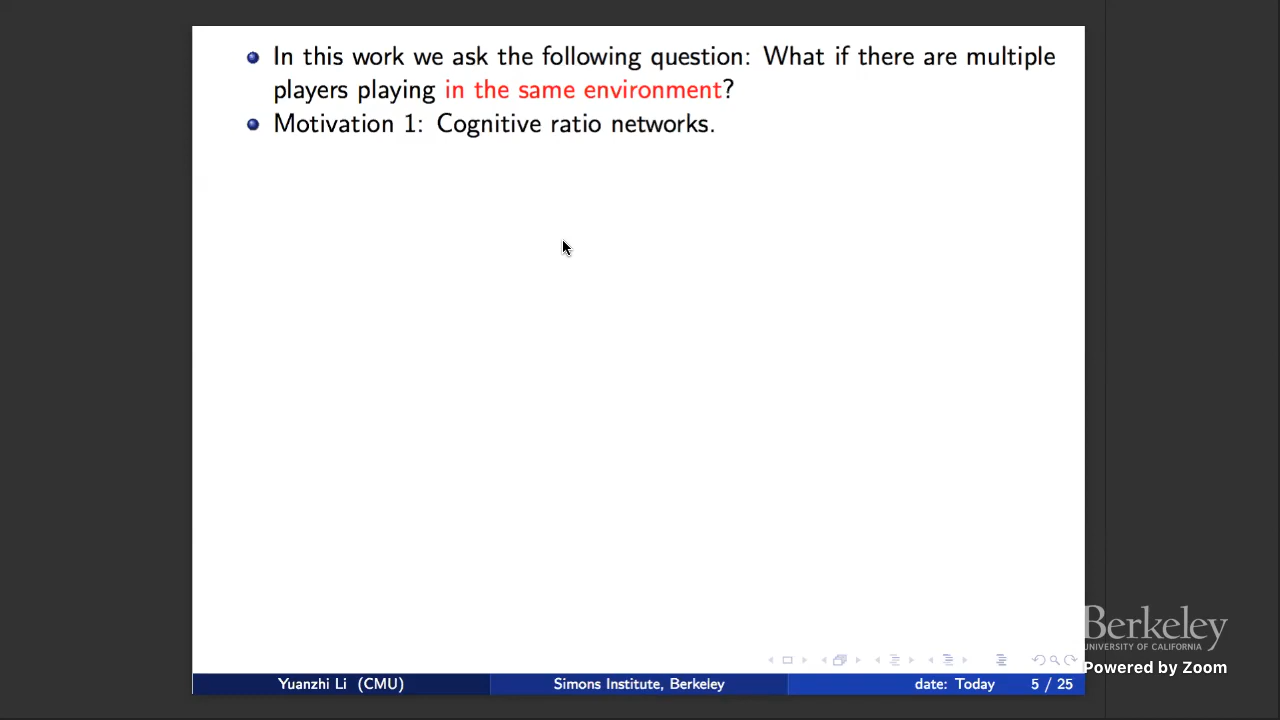 In this work we ask the following question: What if there are multiple
players playing in the same environment?
Motivation 1: Cognitive ratio networks.
Berkeley
UNIVERSITY OF CALIFORNIA
Powered by Zoom
Yuanzhi Li (CMU) Simons Institute, Berkeley date: Today 5 / 25